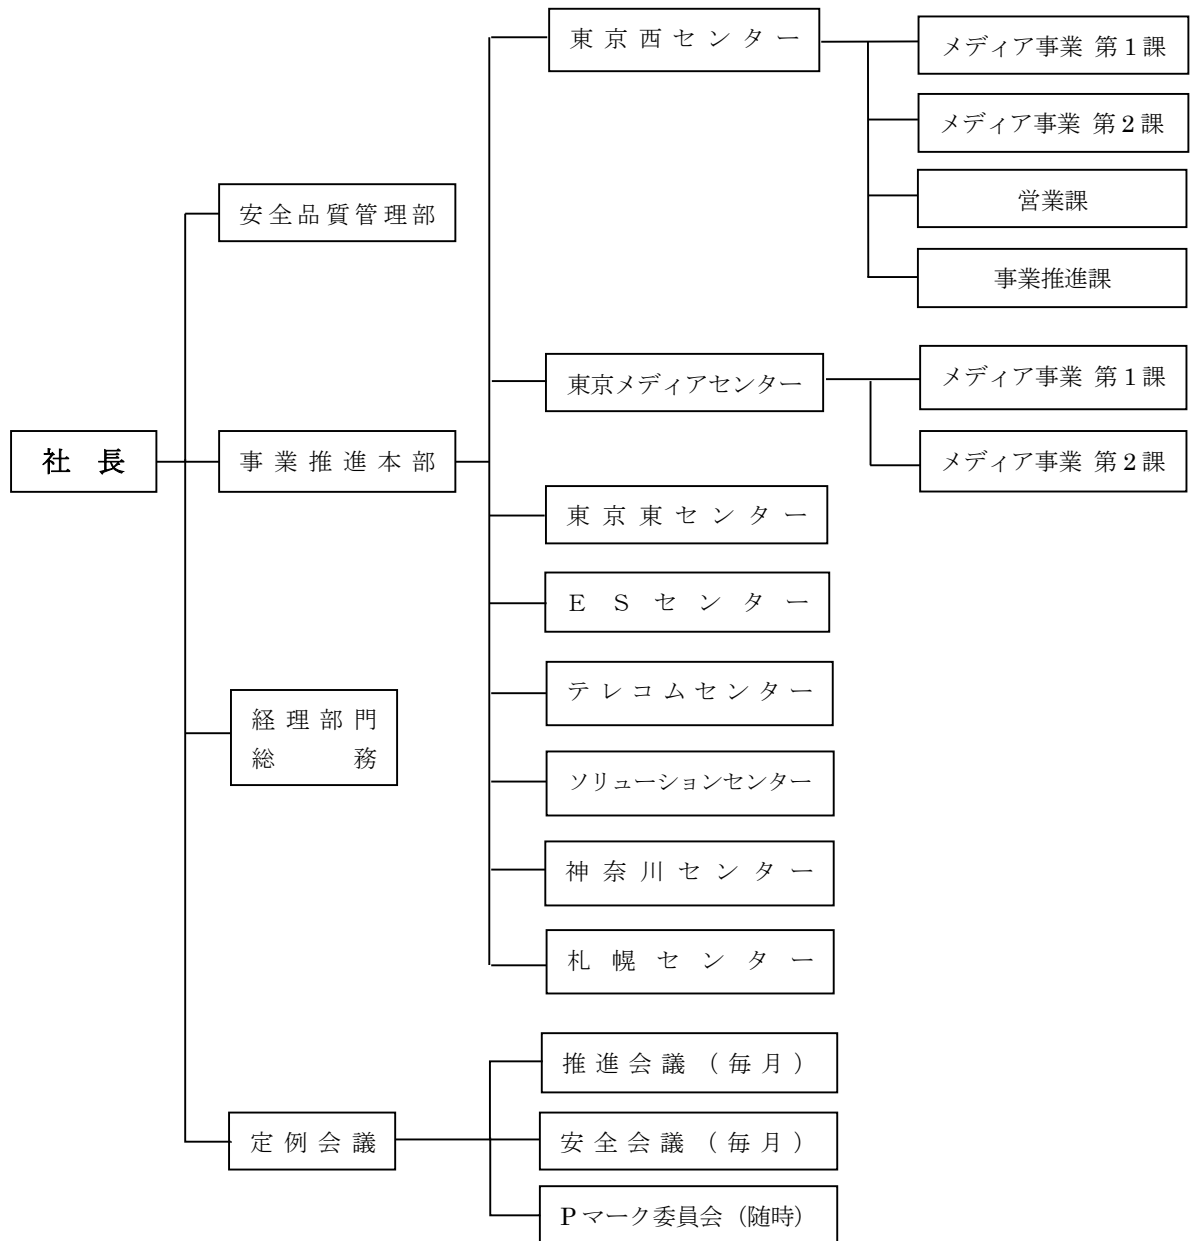 社長
安全品質管理部
事業推進本部
経理部門
総務
定例会議
東京西センター
東京メディアセンター
東京東センター
ＥＳセンター
テレコムセンター
ソリューションセンター
神奈川センター
札幌センター
推進会議（毎月）
安全会議（毎月）
Pマーク委員会（随時）
メディア事業 第1課
メディア事業 第2課
営業課
事業推進課
メディア事業 第1課
メディア事業 第2課